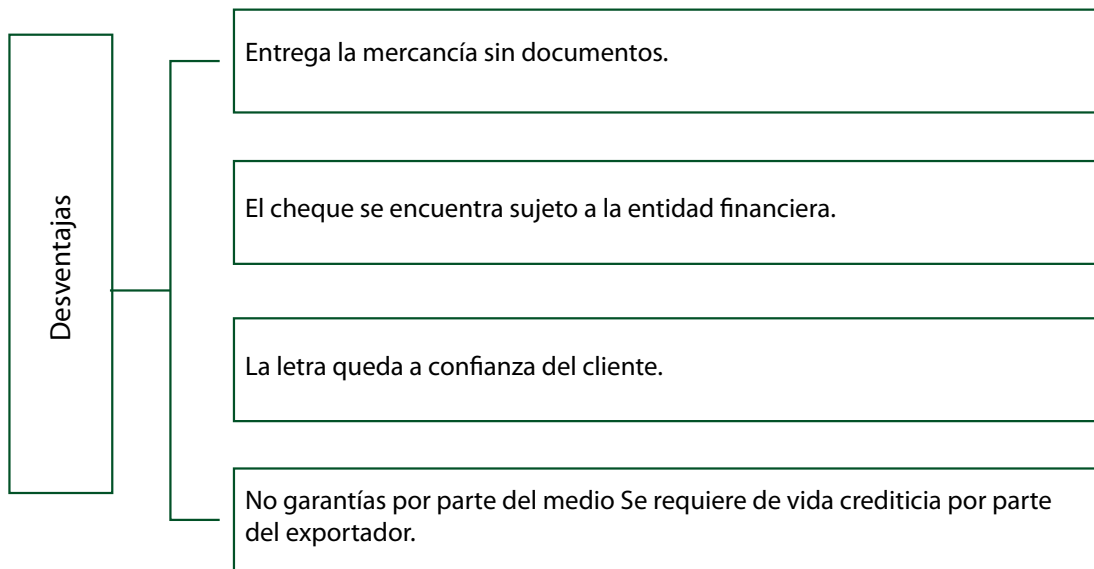 Desventajas
Entrega la mercancía sin documentos.
El cheque se encuentra sujeto a la entidad financiera.
La letra queda a confianza del cliente.
No garantías por parte del medio Se requiere de vida crediticia por parte
del exportador.